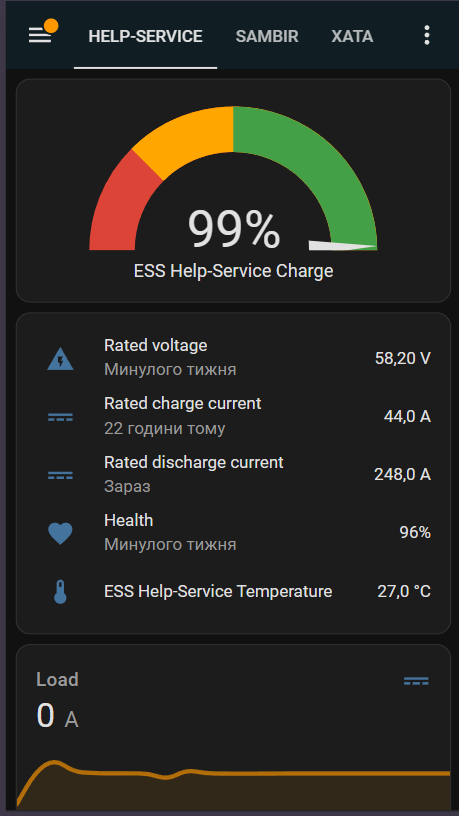 HELP-SERVICE SAMBIR XATA
99%
ESS Help-Service Charge
Rated voltage
Минулого тижня
58,20 V
Rated charge current
22 години тому
44,0 A
Rated discharge current
Зараз
248,0 A
Health
Минулого тижня
96%
ESS Help-Service Temperature
27,0 °C
Load
0 A